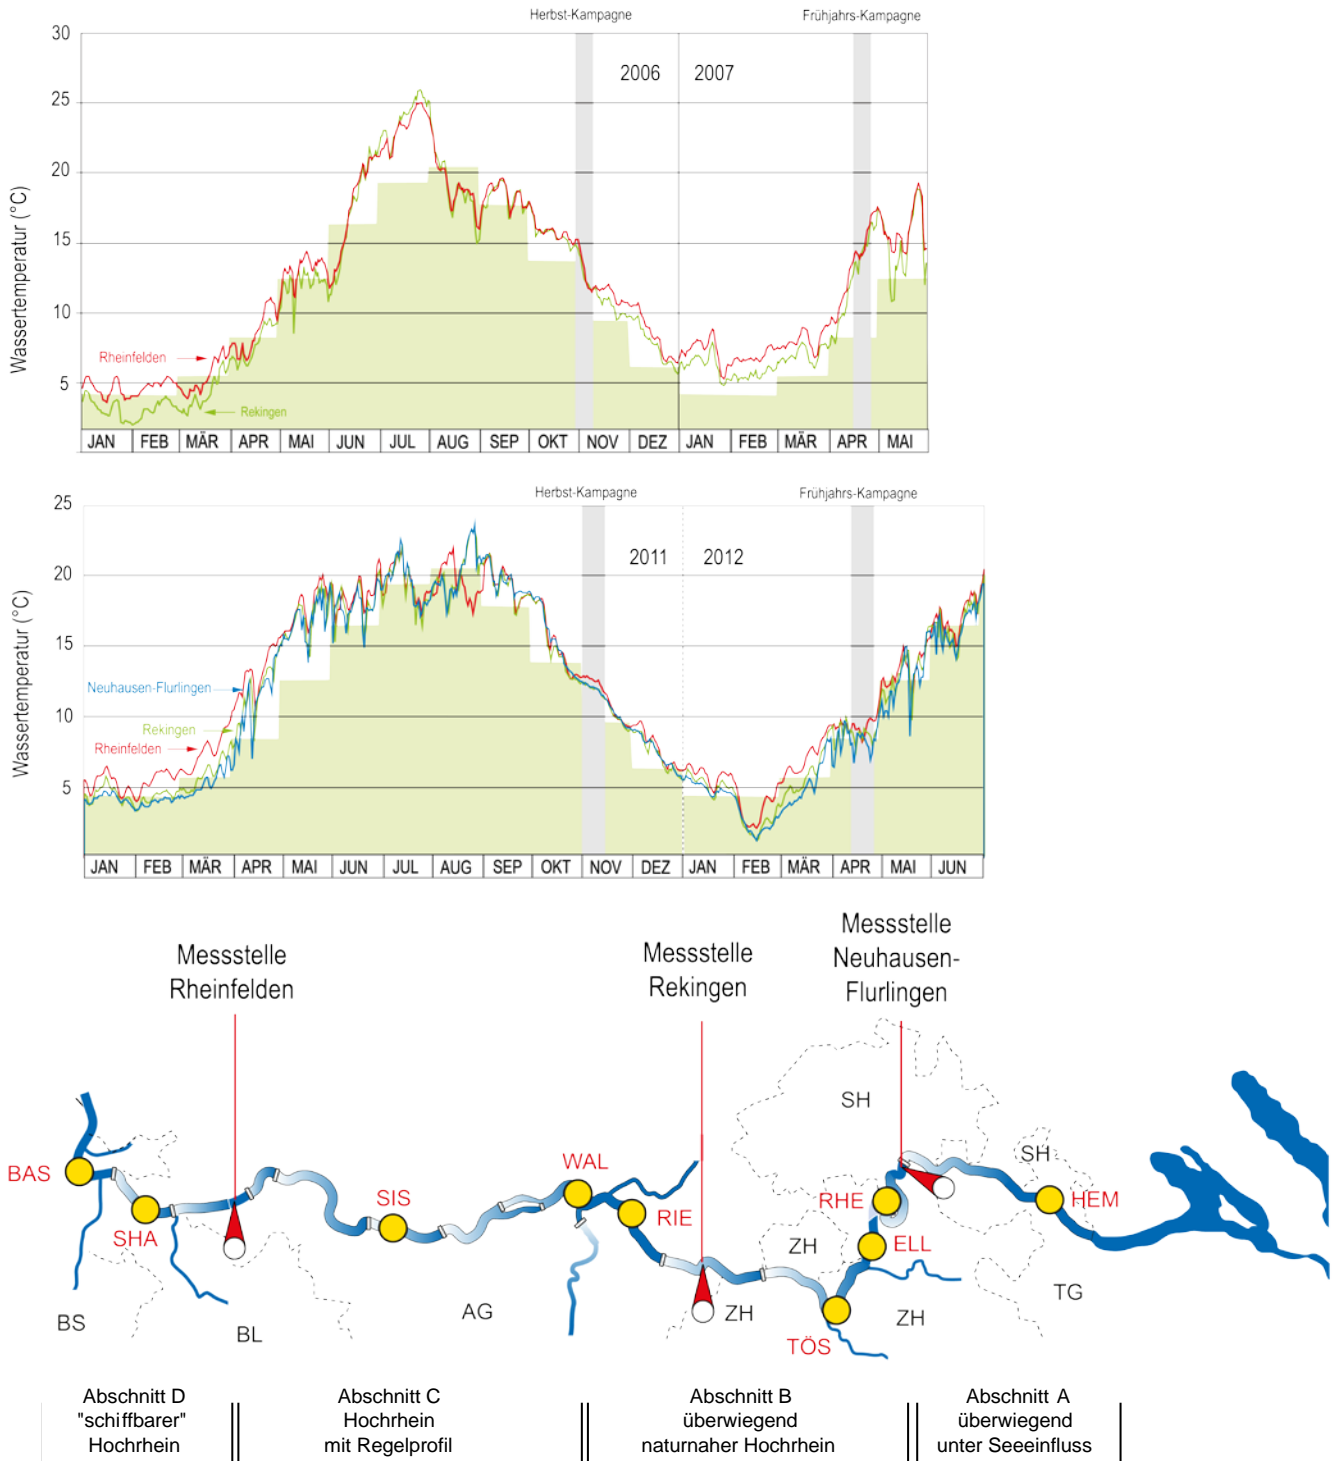 Herbst-Kampagne Frühjahrs-Kampagne
30
25
20
15
10
5
Wassertemperatur (°C)
2006 2007
Rheinfelden
Rekingen
JAN FEB MÄR APR MAI JUN JUL AUG SEP OKT NOV DEZ JAN FEB MÄR APR MAI
Herbst-Kampagne Frühjahrs-Kampagne
25
20
15
10
5
Wassertemperatur (°C)
2011 2012
Neuhausen-Flurlingen
Rekingen
Rheinfelden
JAN FEB MÄR APR MAI JUN JUL AUG SEP OKT NOV DEZ JAN FEB MÄR APR MAI JUN
Messstelle
Rheinfelden
Messstelle
Rekingen
Messstelle
Neuhausen-
Flurlingen
SH
SH
BAS
SHA
SIS
WAL
RIE
RHE
HEM
ELL
ZH
TÖS
ZH
ZH
TG
BS
BL
AG
Abschnitt D
"schiffbarer"
Hochrhein
Abschnitt C
Hochrhein
mit Regelprofil
Abschnitt B
überwiegend
naturnaher Hochrhein
Abschnitt A
überwiegend
unter Seeeinfluss